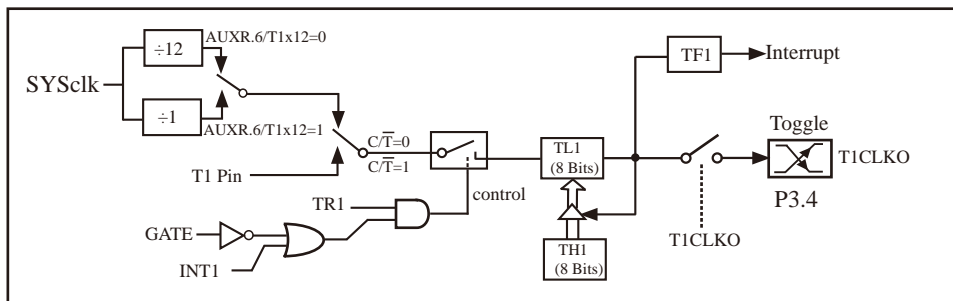 AUXR.6/T1x12=0
÷12
SYSclk
÷1
AUXR.6/T1x12=1
T1 Pin
C/T̅=0
C/T̅=1
control
TR1
GATE
INT1
TL1
(8 Bits)
TH1
(8 Bits)
TF1
Interrupt
Toggle
T1CLKO
P3.4
T1CLKO